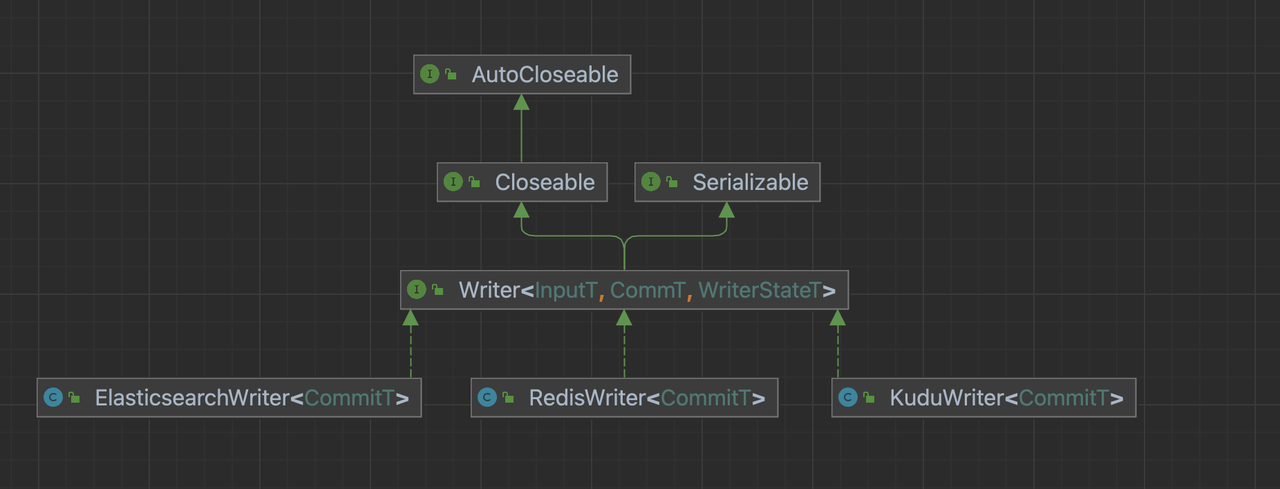 AutoCloseable
Closeable
Serializable
Writer<InputT, CommT, WriterStateT>
ElasticsearchWriter<CommitT>
RedisWriter<CommitT>
KuduWriter<CommitT>